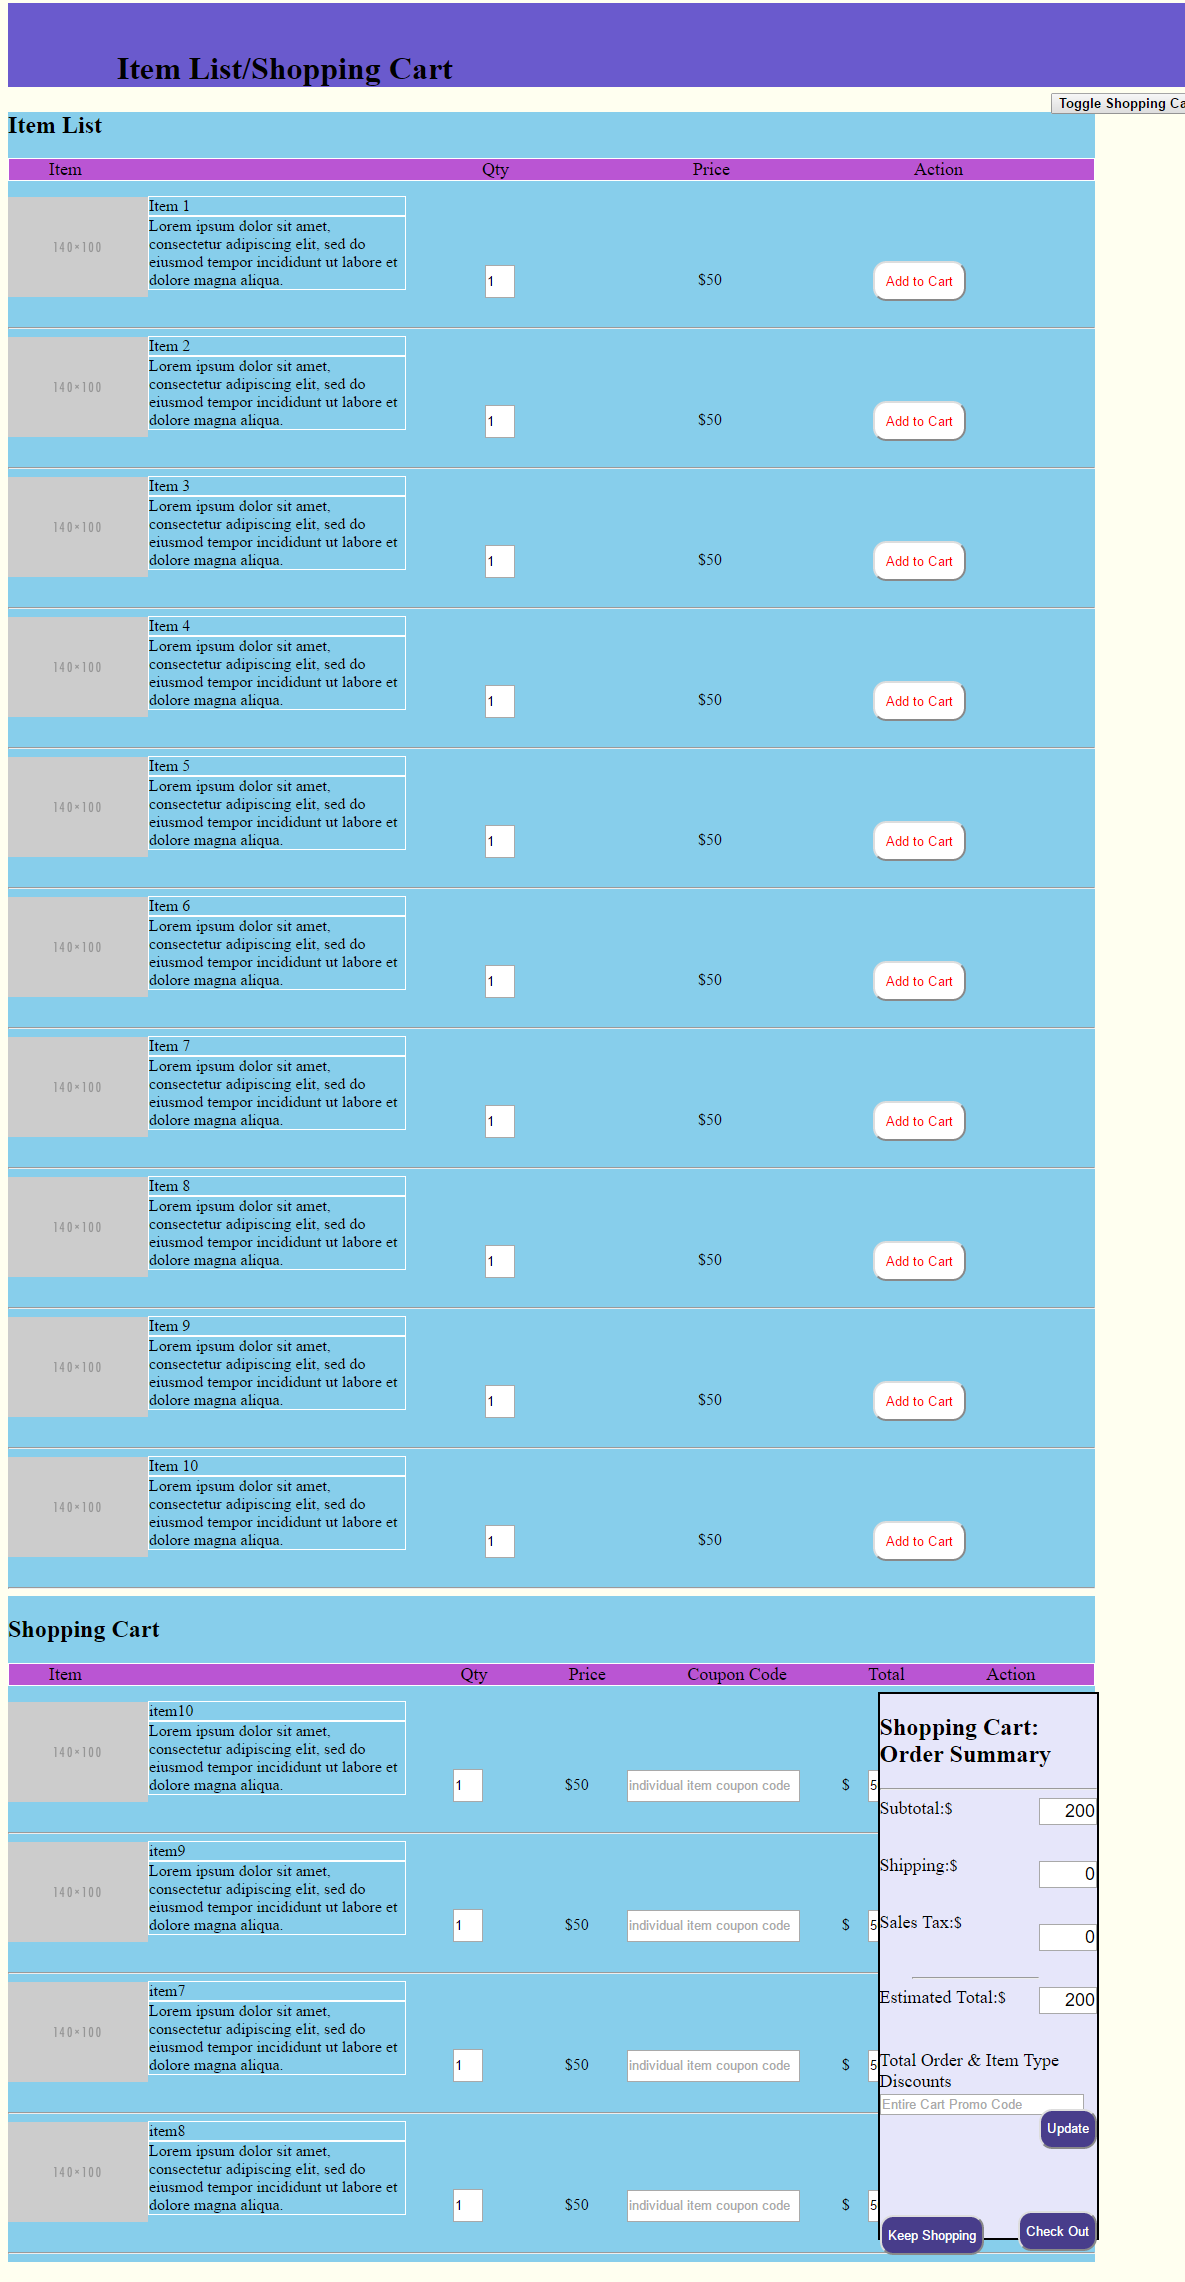 Item List/Shopping Cart
Toggle Shopping Ca
Item List
Item Qty Price Action
140×100
Item 1
Lorem ipsum dolor sit amet,
consectetur adipiscing elit, sed do
eiusmod tempor incididunt ut labore et
dolore magna aliqua.
1 $50 Add to Cart
140×100
Item 2
Lorem ipsum dolor sit amet,
consectetur adipiscing elit, sed do
eiusmod tempor incididunt ut labore et
dolore magna aliqua.
1 $50 Add to Cart
140×100
Item 3
Lorem ipsum dolor sit amet,
consectetur adipiscing elit, sed do
eiusmod tempor incididunt ut labore et
dolore magna aliqua.
1 $50 Add to Cart
140×100
Item 4
Lorem ipsum dolor sit amet,
consectetur adipiscing elit, sed do
eiusmod tempor incididunt ut labore et
dolore magna aliqua.
1 $50 Add to Cart
140×100
Item 5
Lorem ipsum dolor sit amet,
consectetur adipiscing elit, sed do
eiusmod tempor incididunt ut labore et
dolore magna aliqua.
1 $50 Add to Cart
140×100
Item 6
Lorem ipsum dolor sit amet,
consectetur adipiscing elit, sed do
eiusmod tempor incididunt ut labore et
dolore magna aliqua.
1 $50 Add to Cart
140×100
Item 7
Lorem ipsum dolor sit amet,
consectetur adipiscing elit, sed do
eiusmod tempor incididunt ut labore et
dolore magna aliqua.
1 $50 Add to Cart
140×100
Item 8
Lorem ipsum dolor sit amet,
consectetur adipiscing elit, sed do
eiusmod tempor incididunt ut labore et
dolore magna aliqua.
1 $50 Add to Cart
140×100
Item 9
Lorem ipsum dolor sit amet,
consectetur adipiscing elit, sed do
eiusmod tempor incididunt ut labore et
dolore magna aliqua.
1 $50 Add to Cart
140×100
Item 10
Lorem ipsum dolor sit amet,
consectetur adipiscing elit, sed do
eiusmod tempor incididunt ut labore et
dolore magna aliqua.
1 $50 Add to Cart
Shopping Cart
Item Qty Price Coupon Code Total Action
140×100
item10
Lorem ipsum dolor sit amet,
consectetur adipiscing elit, sed do
eiusmod tempor incididunt ut labore et
dolore magna aliqua.
1 $50 individual item coupon code $ 5
140×100
item9
Lorem ipsum dolor sit amet,
consectetur adipiscing elit, sed do
eiusmod tempor incididunt ut labore et
dolore magna aliqua.
1 $50 individual item coupon code $ 5
140×100
item7
Lorem ipsum dolor sit amet,
consectetur adipiscing elit, sed do
eiusmod tempor incididunt ut labore et
dolore magna aliqua.
1 $50 individual item coupon code $ 5
140×100
item8
Lorem ipsum dolor sit amet,
consectetur adipiscing elit, sed do
eiusmod tempor incididunt ut labore et
dolore magna aliqua.
1 $50 individual item coupon code $ 5
Shopping Cart:
Order Summary
Subtotal:$ 200
Shipping:$ 0
Sales Tax:$ 0
Estimated Total:$ 200
Total Order & Item Type
Discounts
Entire Cart Promo Code
Update
Keep Shopping Check Out